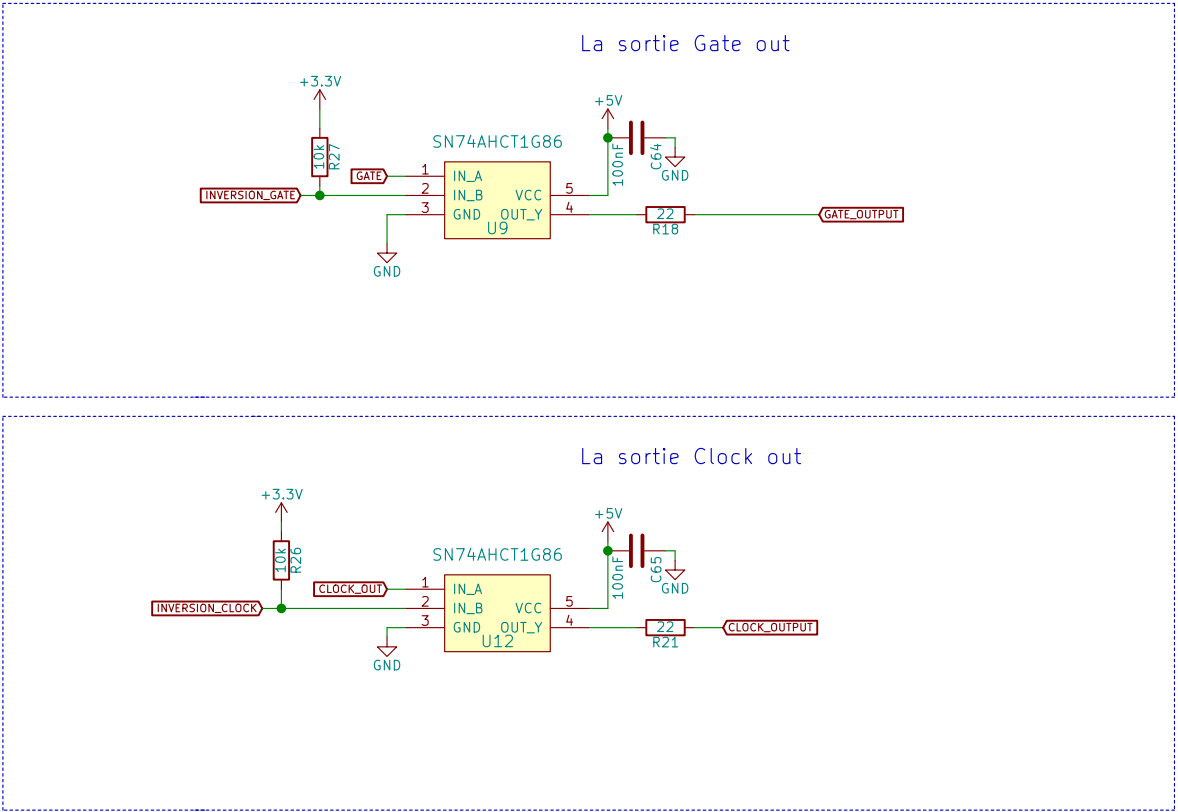 La sortie Gate out
+3.3V
+5V
SN74AHCT1G86
10k
R27
100nF
C64
GND
GATE
1
IN_A
INVERSION_GATE
2
IN_B
VCC
5
3
GND
OUT_Y
4
22
GATE_OUTPUT
U9
R18
GND
La sortie Clock out
+3.3V
+5V
SN74AHCT1G86
10k
R26
100nF
C65
GND
CLOCK_OUT
1
IN_A
INVERSION_CLOCK
2
IN_B
VCC
5
3
GND
OUT_Y
4
22
CLOCK_OUTPUT
U12
R21
GND